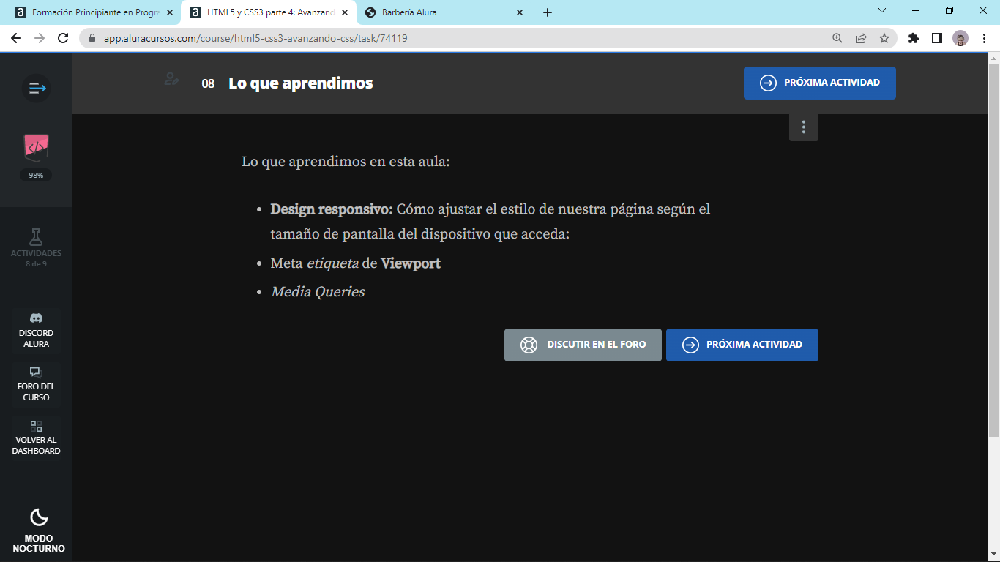 Formación Principiente en Progra
HTML5 y CSS3 parte 4: Avanzand
Barbería Alura
app.aluracursos.com/course/html5-css3-avanzando-css/task/74119
08 Lo que aprendimos
PRÓXIMA ACTIVIDAD
98%
ACTIVIDADES
8 de 9
DISCORD
ALURA
FORO DEL
CURSO
VOLVER AL
DASHBOARD
MODO
NOCTURNO
Lo que aprendimos en esta aula:
• Design responsivo: Cómo ajustar el estilo de nuestra página según el
tamaño de pantalla del dispositivo que acceda:
• Meta etiqueta de Viewport
• Media Queries
DISCUTIR EN EL FORO
PRÓXIMA ACTIVIDAD